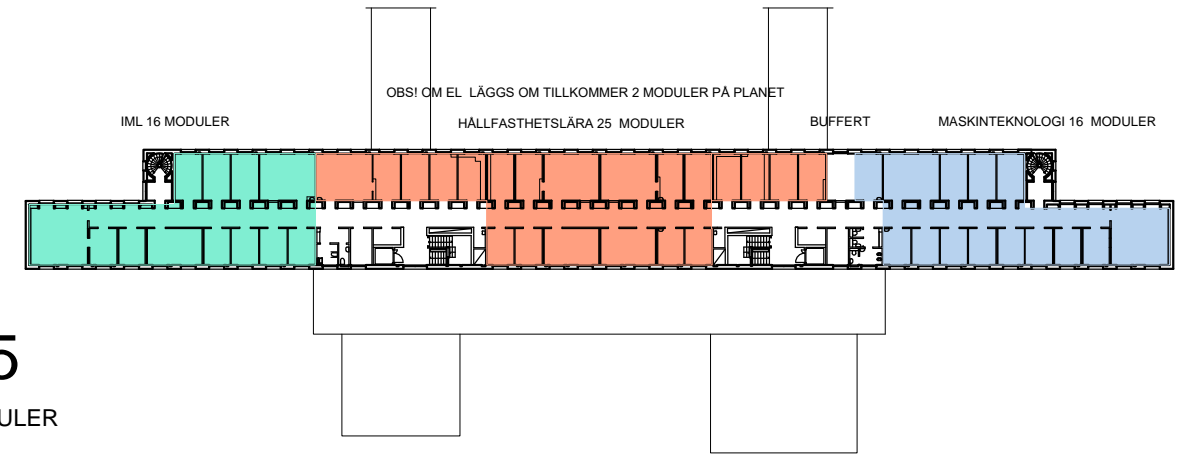 OBS! OM EL LÄGGS OM TILLKOMMER 2 MODULER PÅ PLANET
IML 16 MODULER
HÅLLFASTHETSLÄRA 25 MODULER
BUFFERT
MASKINTEKNOLOGI 16 MODULER
5
ULER